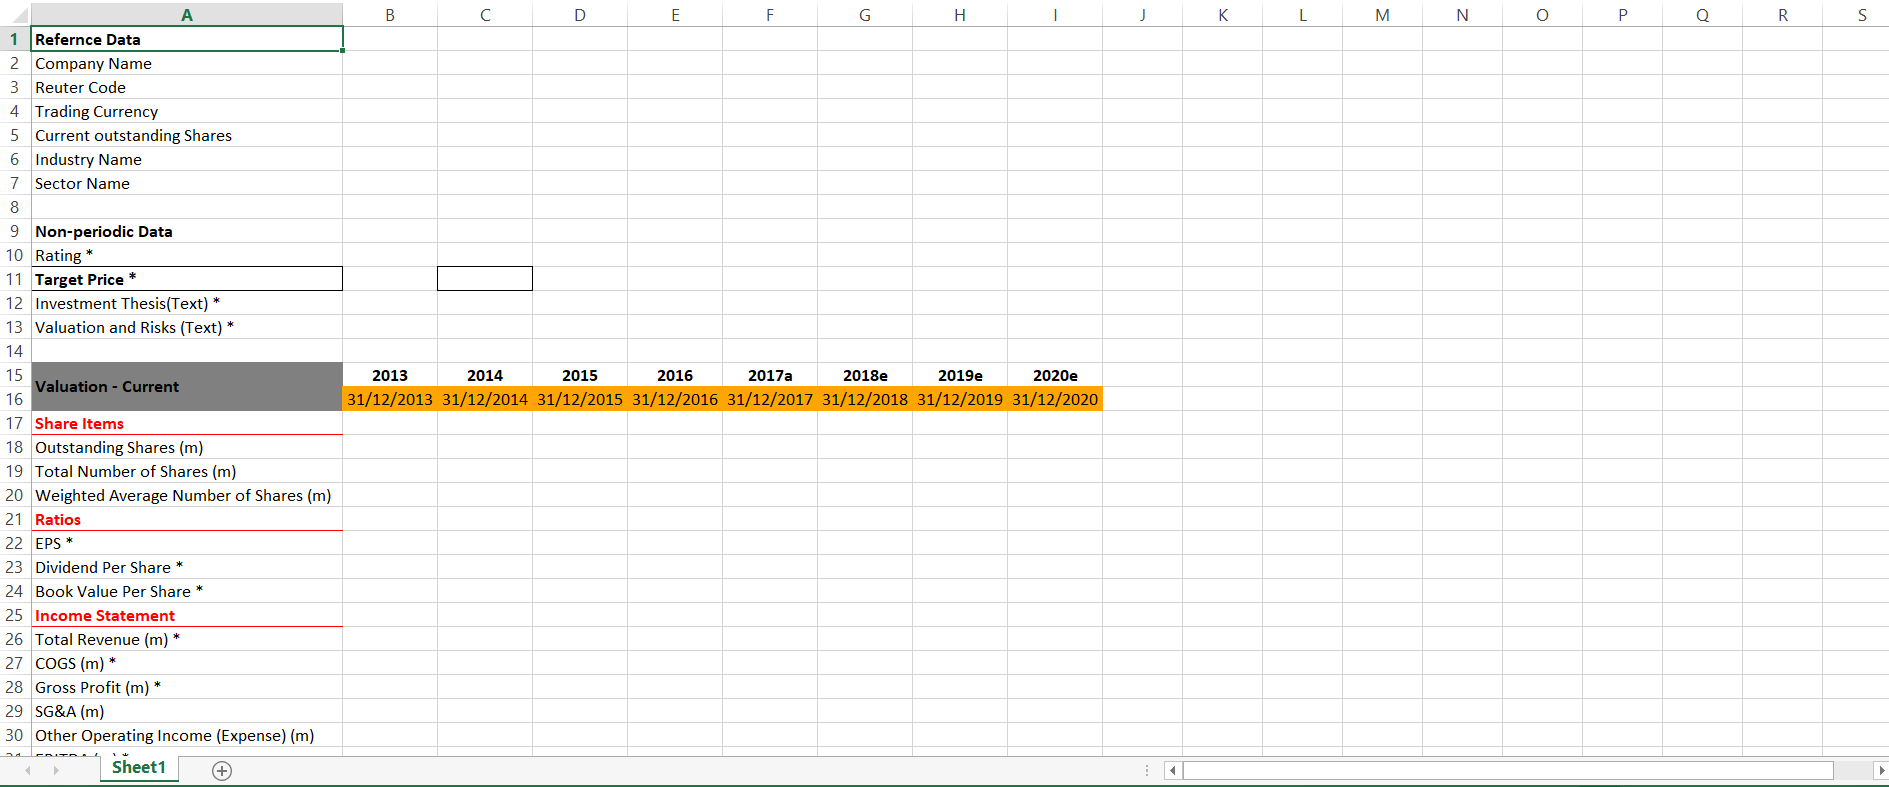 A B C D E F G H I J K L M N O P Q R S
1 Refernce Data
2 Company Name
3 Reuter Code
4 Trading Currency
5 Current outstanding Shares
6 Industry Name
7 Sector Name
8
9 Non-periodic Data
10 Rating *
11 Target Price *
12 Investment Thesis(Text) *
13 Valuation and Risks (Text) *
14
15 2013 2014 2015 2016 2017a 2018e 2019e 2020e
Valuation - Current
16 31/12/2013 31/12/2014 31/12/2015 31/12/2016 31/12/2017 31/12/2018 31/12/2019 31/12/2020
17 Share Items
18 Outstanding Shares (m)
19 Total Number of Shares (m)
20 Weighted Average Number of Shares (m)
21 Ratios
22 EPS *
23 Dividend Per Share *
24 Book Value Per Share *
25 Income Statement
26 Total Revenue (m) *
27 COGS (m) *
28 Gross Profit (m) *
29 SG&A (m)
30 Other Operating Income (Expense) (m)
Sheet1